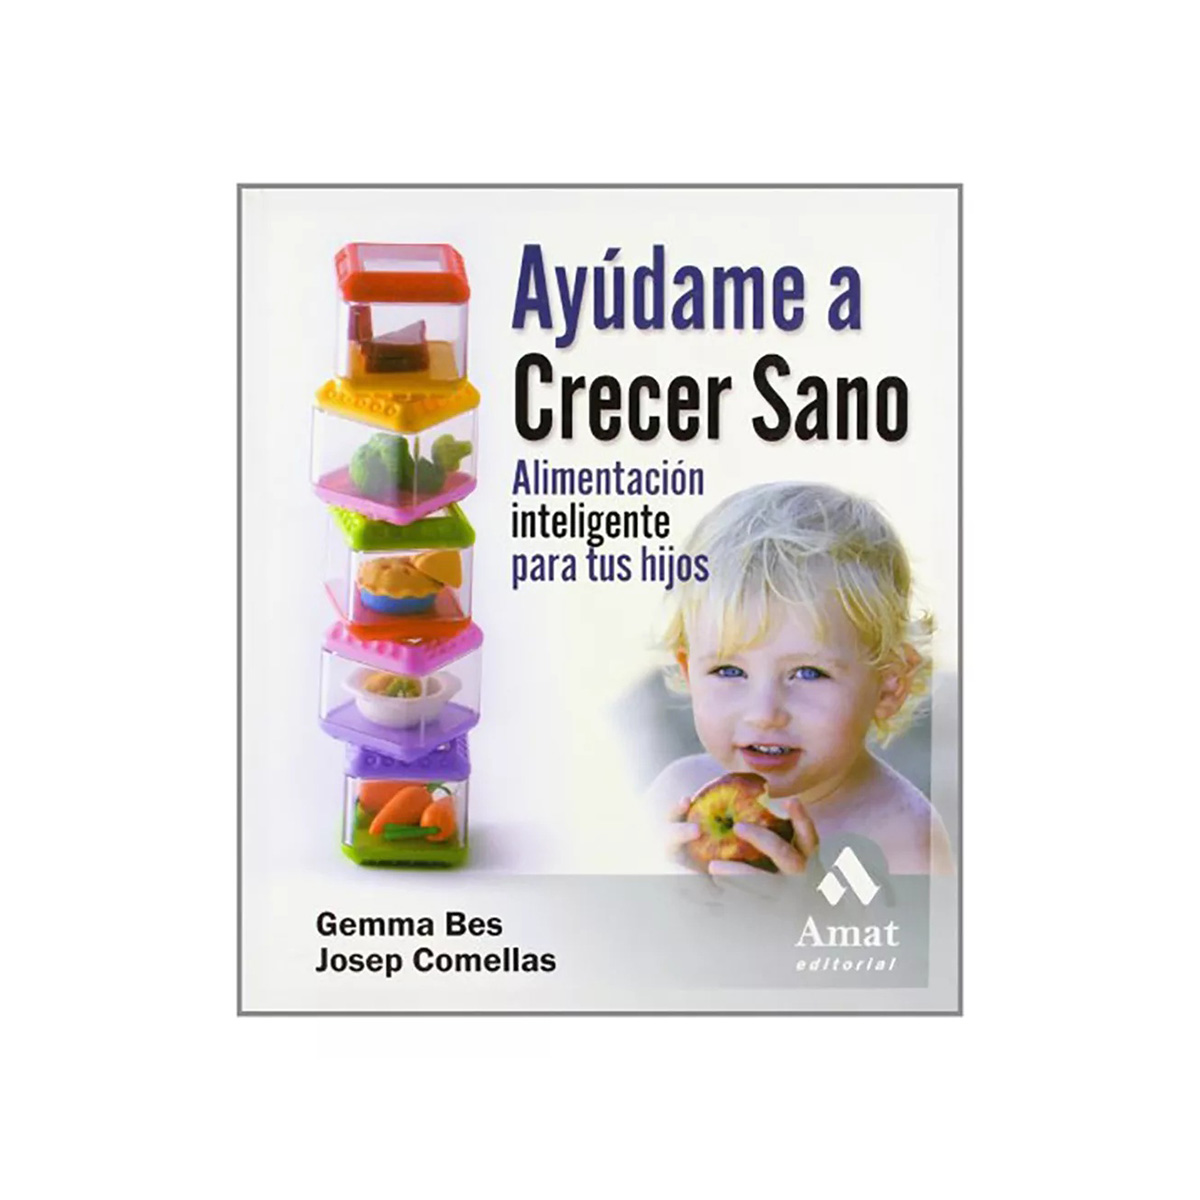 Ayúdame a
Crecer Sano
Alimentación
inteligente
para tus hijos
Gemma Bes
Josep Comellas
Amat
editorial